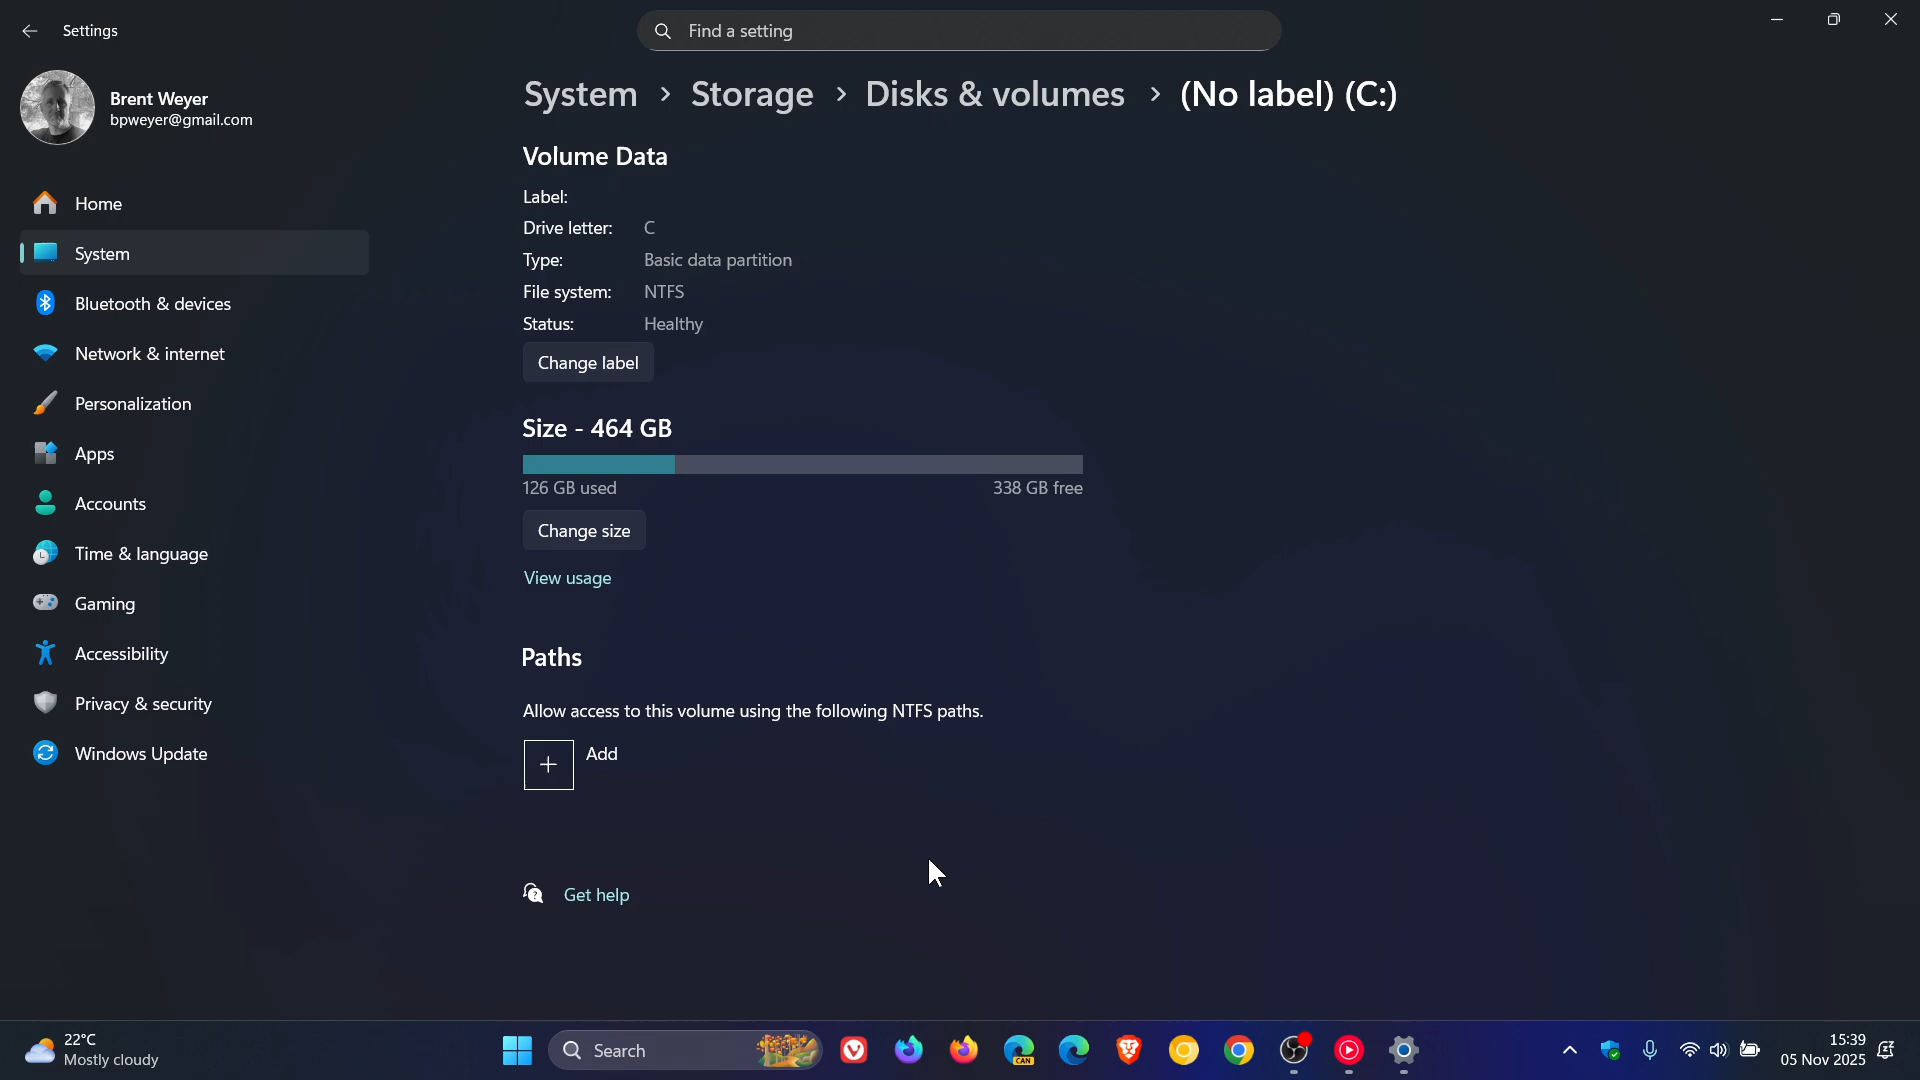 Settings
Find a setting
Brent Weyer
bpweyer@gmail.com
Home
System
Bluetooth & devices
Network & internet
Personalization
Apps
Accounts
Time & language
Gaming
Accessibility
Privacy & security
Windows Update
System > Storage > Disks & volumes > (No label) (C:)
Volume Data
Label:
Drive letter: C
Type: Basic data partition
File system: NTFS
Status: Healthy
Change label
Size - 464 GB
126 GB used 338 GB free
Change size
View usage
Paths
Allow access to this volume using the following NTFS paths.
Add
Get help
22°C
Mostly cloudy
Search
CAN
15:39
05 Nov 2025